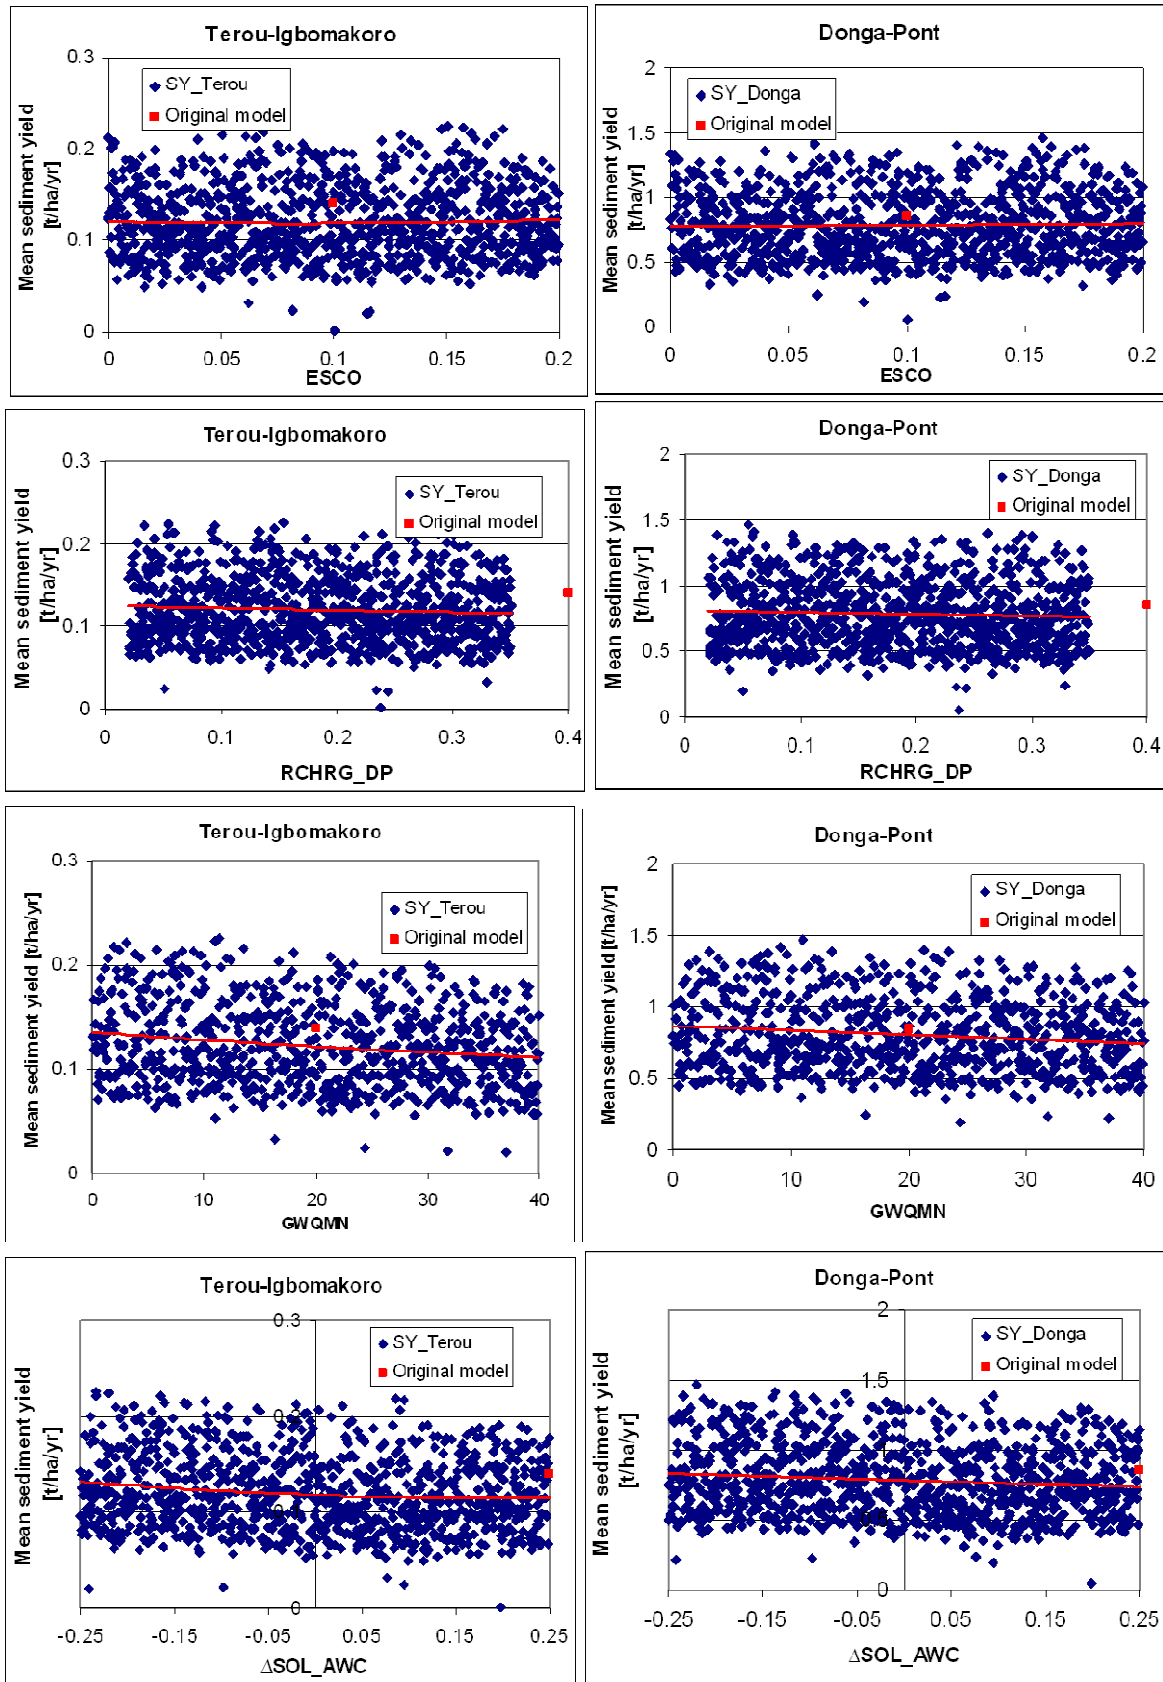 Terou-Igbomakoro
0.3
0.2
0.1
0
Mean sediment yield
[t/ha/yr]
SY_Terou
Original model
0 0.05 0.1 0.15 0.2
ESCO
Donga-Pont
2
1.5
1
0.5
0
Mean sediment yield
[t/ha/yr]
SY_Donga
Original model
0 0.05 0.1 0.15 0.2
ESCO
Terou-Igbomakoro
0.3
0.2
0.1
0
Mean sediment yield
[t/ha/yr]
SY_Terou
Original model
0 0.1 0.2 0.3 0.4
RCHRG_DP
Donga-Pont
2
1.5
1
0.5
0
Mean sediment yield
[t/ha/yr]
SY_Donga
Original model
0 0.1 0.2 0.3 0.4
RCHRG_DP
Terou-Igbomakoro
0.3
0.2
0.1
0
Mean sediment yield [t/ha/yr]
SY_Terou
Original model
0 10 20 30 40
GWQMN
Donga-Pont
2
1.5
1
0.5
0
Mean sediment yield [t/ha/yr]
SY_Donga
Original model
0 10 20 30 40
GWQMN
Terou-Igbomakoro
0.3
0.2
0.1
0
Mean sediment yield
[t/ha/yr]
SY_Terou
Original model
-0.25 -0.15 -0.05 0.05 0.15 0.25
ΔSOL_AWC
Donga-Pont
2
1.5
1
0.5
0
Mean sediment yield
[t/ha/yr]
SY_Donga
Original model
-0.25 -0.15 -0.05 0.05 0.15 0.25
ΔSOL_AWC